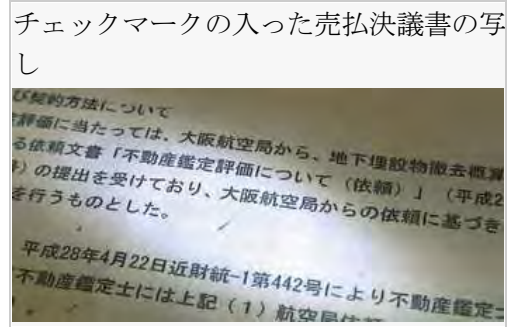 チェックマークの入った売払決議書の写
し
び契約方法について
評価に当たっては、大阪航空局から、地下埋設物撤去概算
る依頼文書「不動産鑑定評価について（依頼）」（平成2
の提出を受けており、大阪航空局からの依頼に基づき
を行うものとした。
平成28年4月22日近財統-1第442号により不動産鑑定士
不動産鑑定士には上記（1）航空局